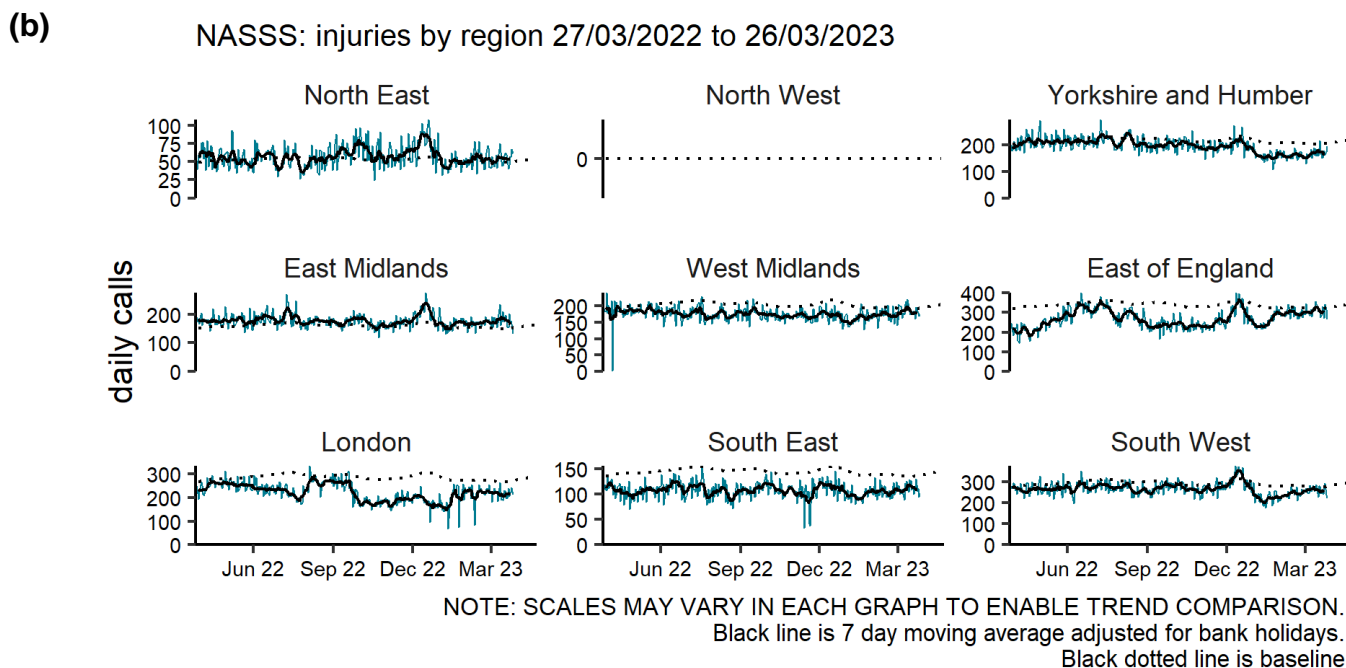 (b)
NASSS: injuries by region 27/03/2022 to 26/03/2023
North East
North West
Yorkshire and Humber
100
75
50
25
0
0
200
100
0
daily calls
East Midlands
West Midlands
East of England
200
100
0
200
150
100
50
0
400
300
200
100
0
London
South East
South West
300
200
100
0
150
100
50
0
300
200
100
0
Jun 22 Sep 22 Dec 22 Mar 23
Jun 22 Sep 22 Dec 22 Mar 23
Jun 22 Sep 22 Dec 22 Mar 23
NOTE: SCALES MAY VARY IN EACH GRAPH TO ENABLE TREND COMPARISON.
Black line is 7 day moving average adjusted for bank holidays.
Black dotted line is baseline